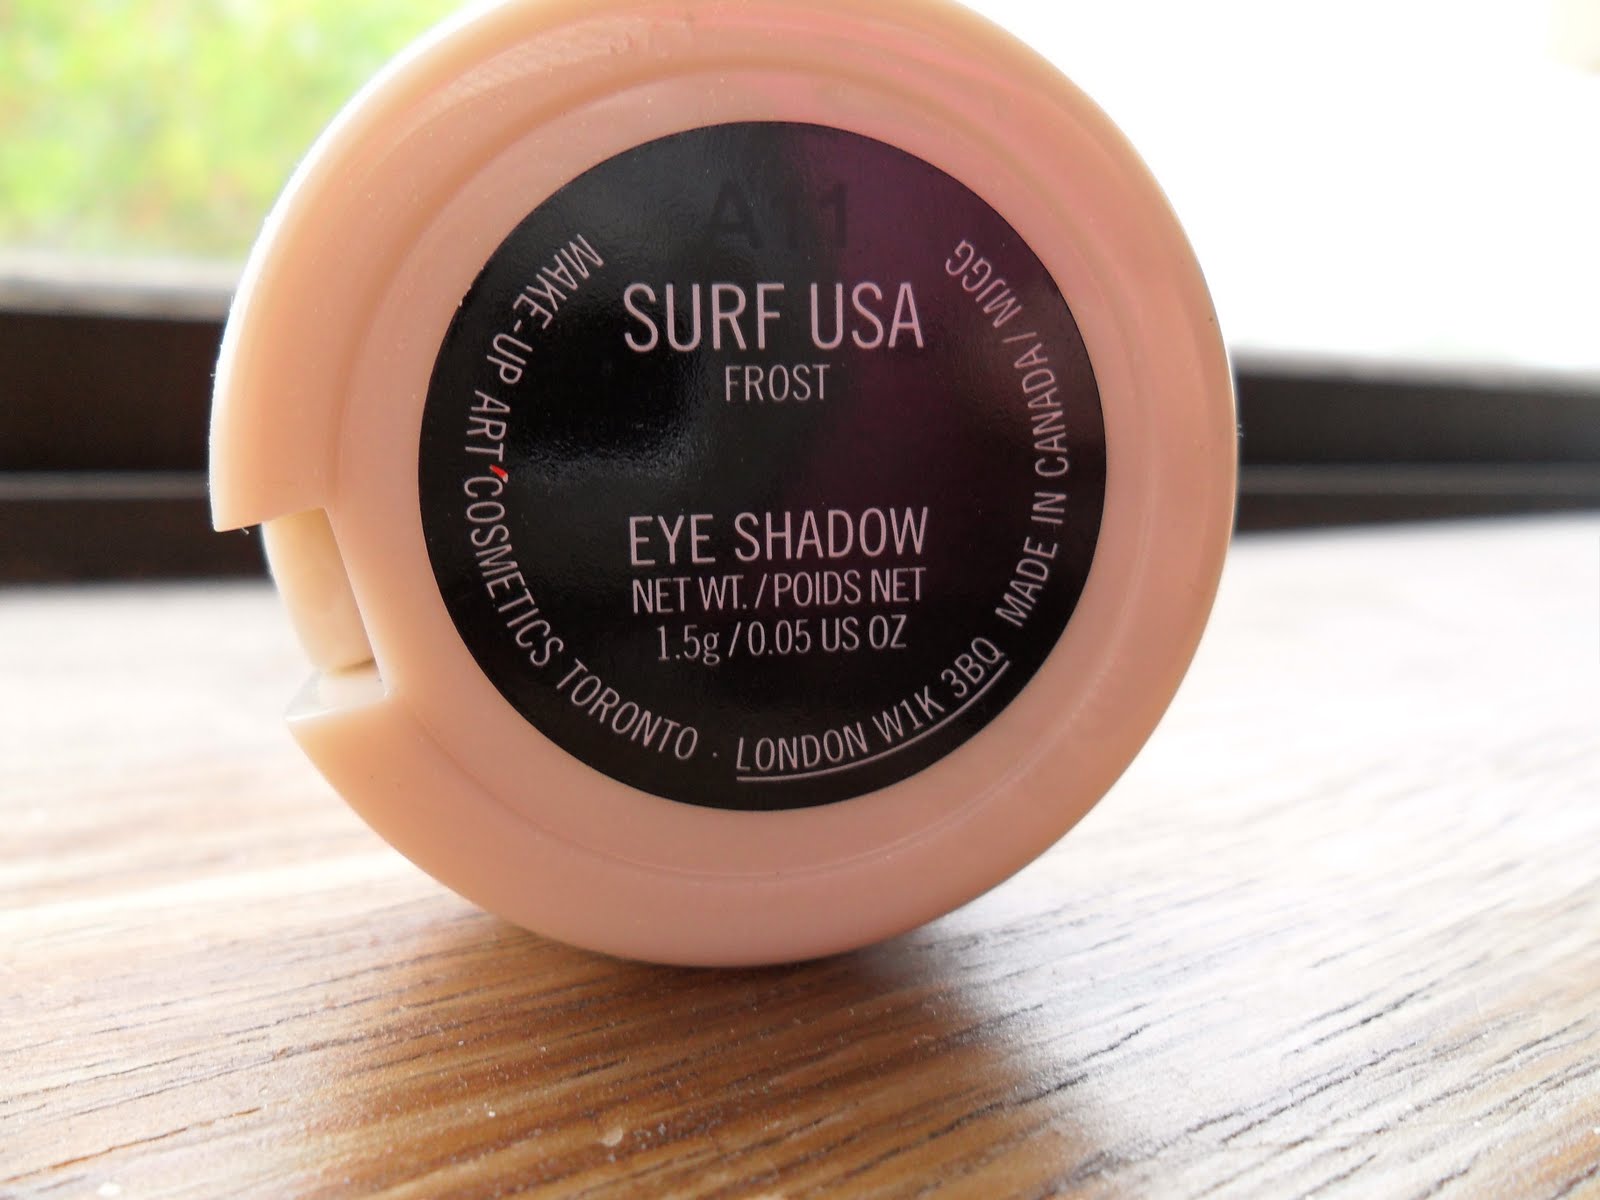 A11
SURF USA
FROST
EYE SHADOW
NET WT. / POIDS NET
1.5g / 0.05 US OZ
MAKE-UP ART COSMETICS TORONTO · LONDON W1K 3BQ MADE IN CANADA / MJGG